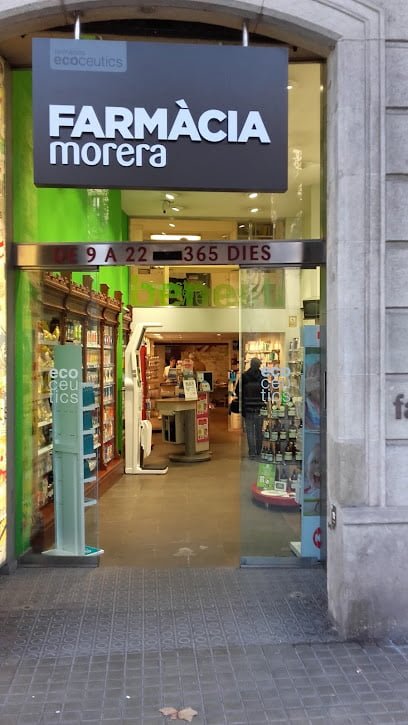 ecoceutics
FARMÀCIA
morera
DE 9 A 22 365 DIES
eco
ceu
tics
eco
ceu
tics